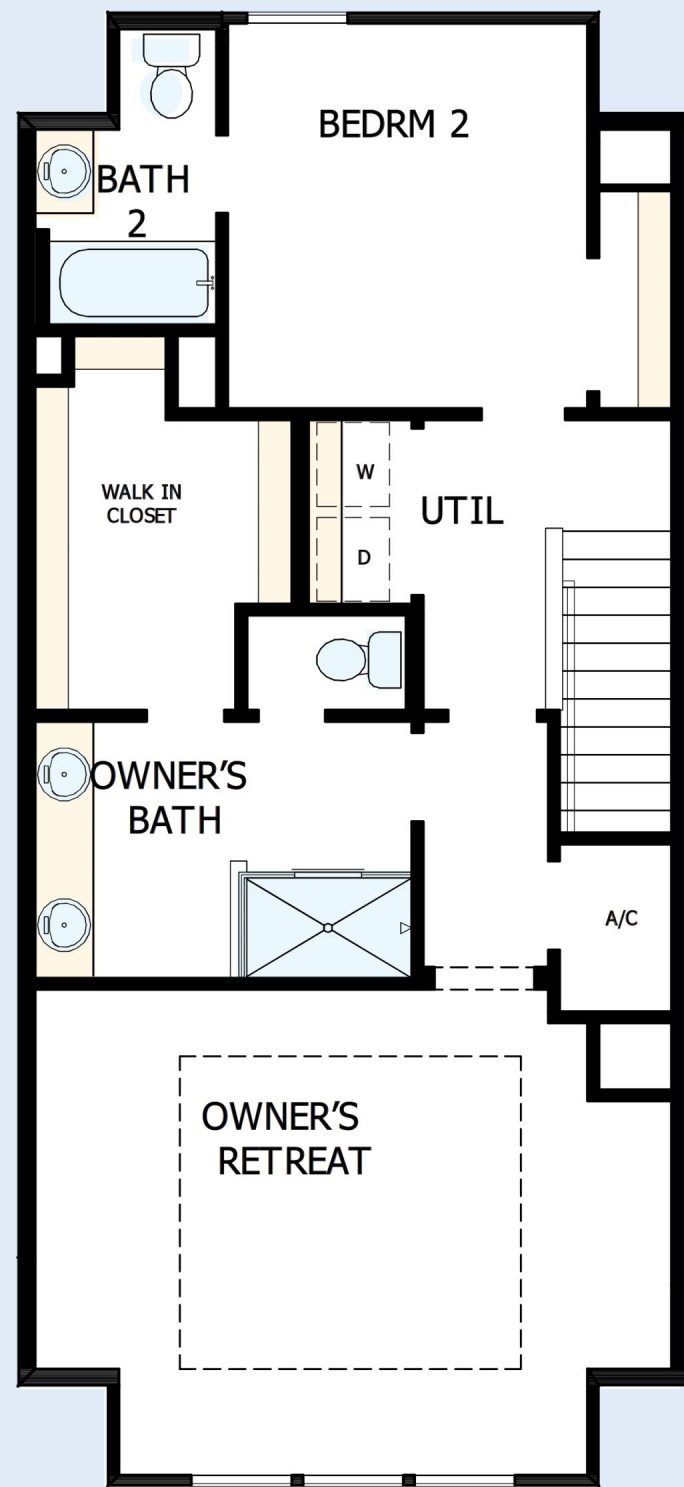 BEDRM 2
BATH
2
WALK IN
CLOSET
W
D
UTIL
OWNER'S
BATH
A/C
OWNER'S
RETREAT